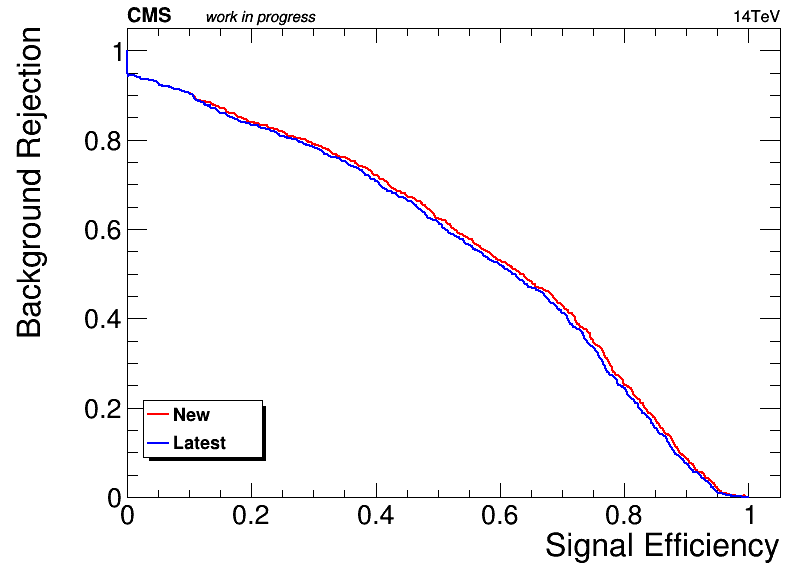 CMS work in progress 14TeV
Background Rejection
1
0.8
0.6
0.4
0.2
0
New
Latest
0 0.2 0.4 0.6 0.8 1
Signal Efficiency